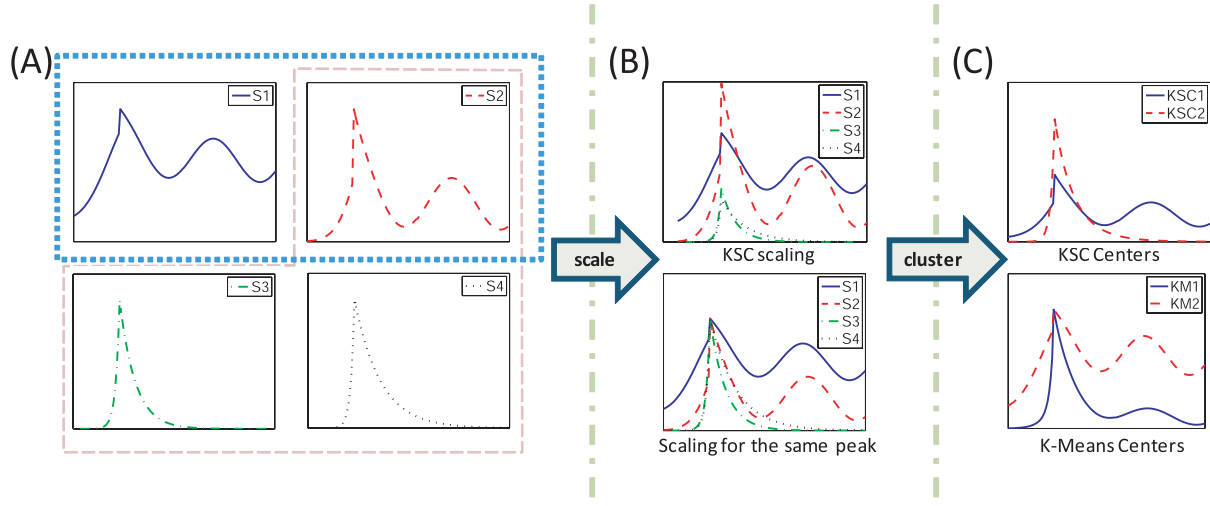 (A)
S1
S2
S3
S4
scale
(B)
S1
S2
S3
S4
KSC scaling
S1
S2
S3
S4
Scaling for the same peak
cluster
(C)
KSC1
KSC2
KSC Centers
KM1
KM2
K-Means Centers